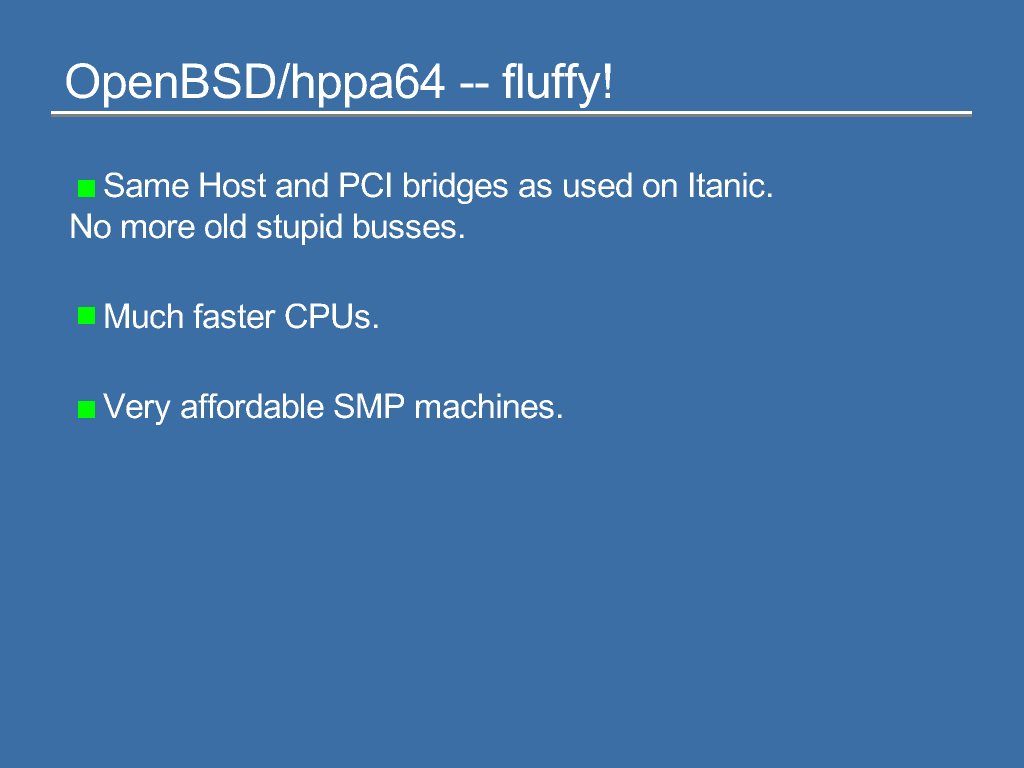 OpenBSD/hppa64 -- fluffy!
Same Host and PCI bridges as used on Itanic.
No more old stupid busses.
Much faster CPUs.
Very affordable SMP machines.